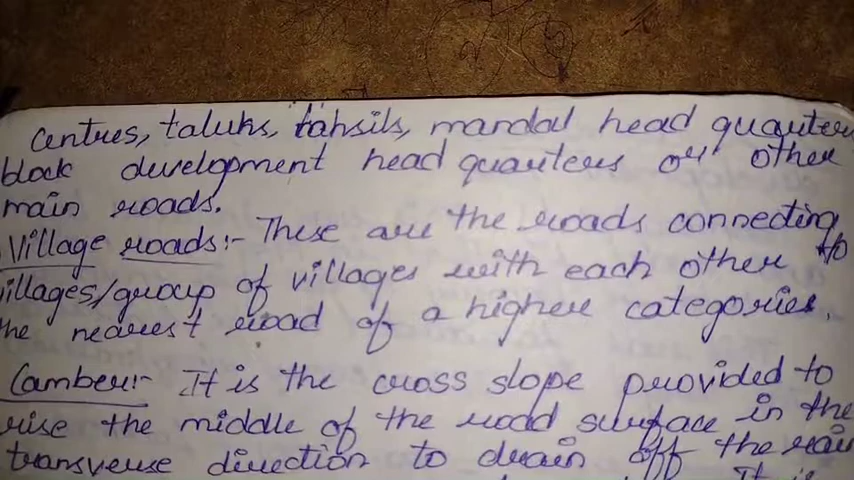 centres, taluks, tahsils, mandal head quarters
block development head quarters or other
main roads.
Village roads:- These are the roads connecting
villages/group of villages with each other to
the nearest road of a higher categories.
Camber:- It is the cross slope provided to
rise the middle of the road surface in the
transverse direction to drain off the rain
It is